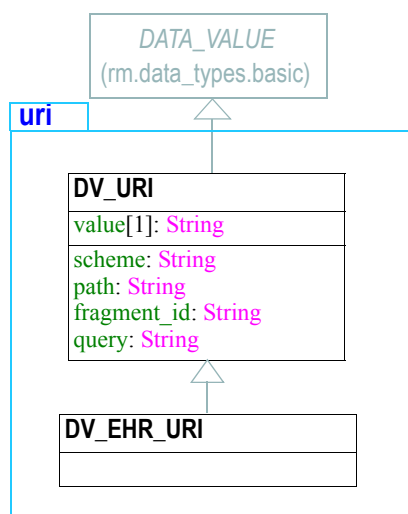 DATA_VALUE
(rm.data_types.basic)
uri
DV_URI
value[1]: String
scheme: String
path: String
fragment_id: String
query: String
DV_EHR_URI